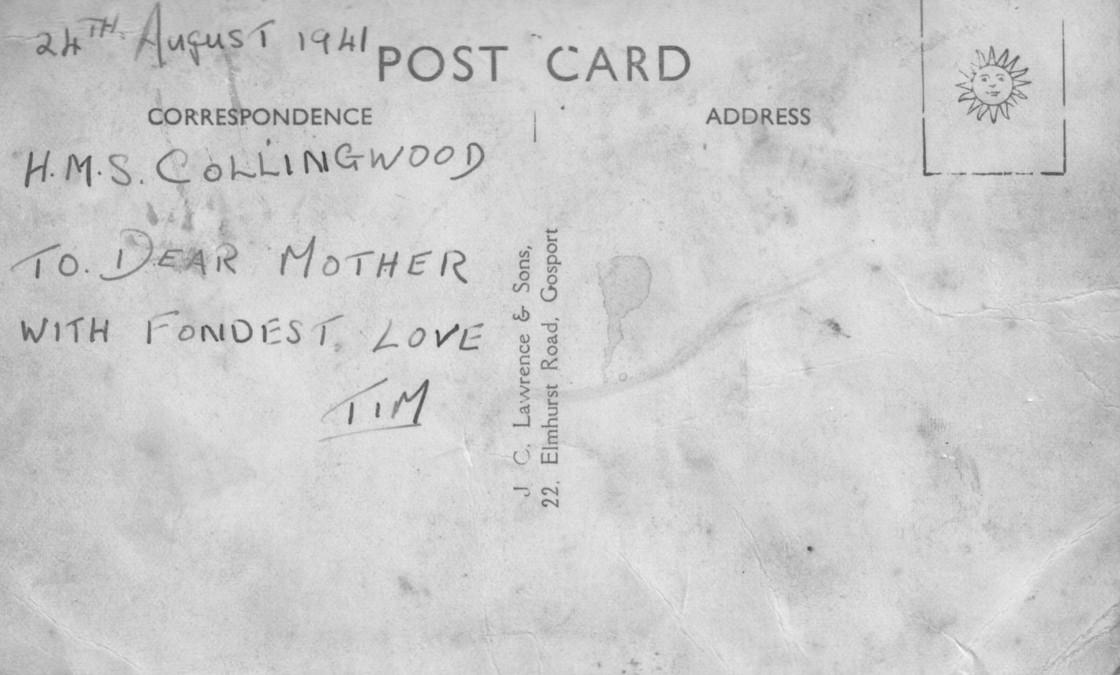 24TH August 1941
POST CARD
CORRESPONDENCE
ADDRESS
H.M.S. COLLINGWOOD
TO. DEAR MOTHER
WITH FONDEST LOVE
TIM
J. C. Lawrence & Sons,
22, Elmhurst Road, Gosport